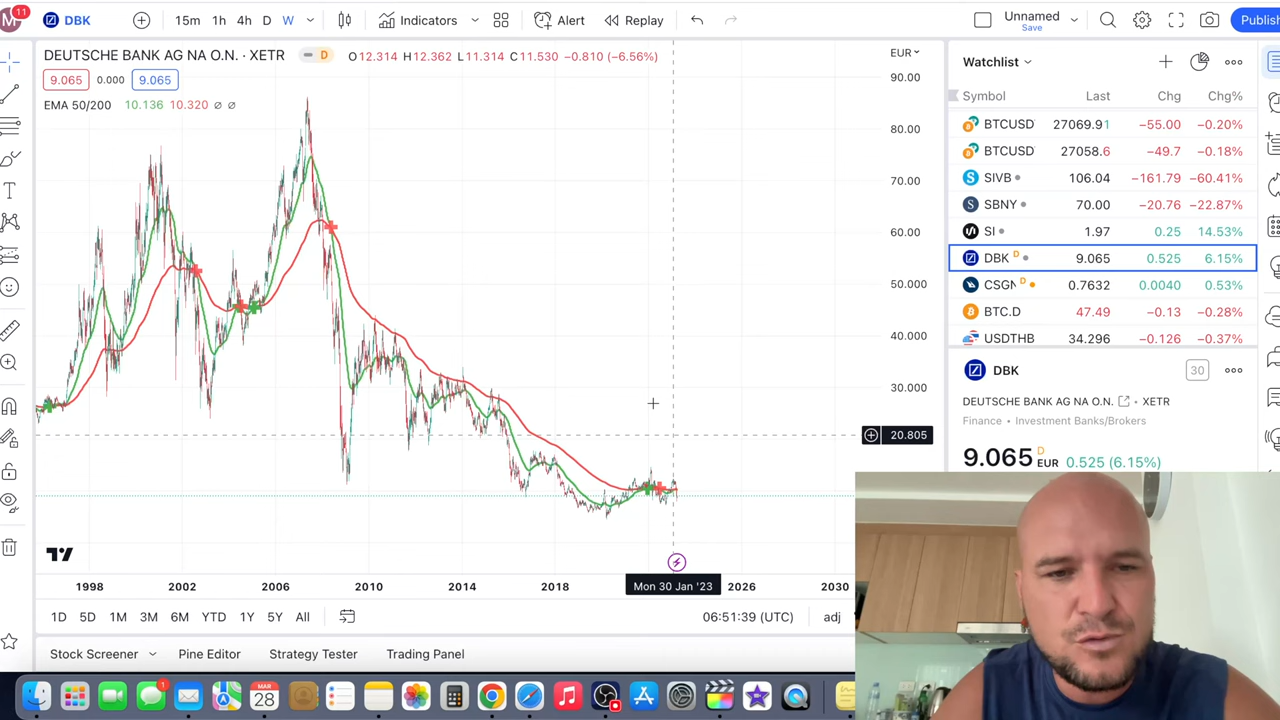 M 11 DBK 15m 1h 4h D W Indicators Alert Replay Unnamed Save Publish
DEUTSCHE BANK AG NA O.N. · XETR D O12.314 H12.362 L11.314 C11.530 −0.810 (−6.56%)
9.065 0.000 9.065
EMA 50/200 10.136 10.320 ∅ ∅
EUR
90.00
80.00
70.00
60.00
50.000
40.000
30.000
20.805
1998 2002 2006 2010 2014 2018 Mon 30 Jan '23 2026 2030
1D 5D 1M 3M 6M YTD 1Y 5Y All 06:51:39 (UTC) adj
Stock Screener Pine Editor Strategy Tester Trading Panel
Watchlist
Symbol Last Chg Chg%
BTCUSD 27069.91 −55.00 −0.20%
BTCUSD 27058.6 −49.7 −0.18%
SIVB 106.04 −161.79 −60.41%
SBNY 70.00 −20.76 −22.87%
SI 1.97 0.25 14.53%
DBK D 9.065 0.525 6.15%
CSGN D 0.7632 0.0040 0.53%
BTC.D 47.49 −0.13 −0.28%
USDTHB 34.296 −0.126 −0.37%
DBK 30
DEUTSCHE BANK AG NA O.N. · XETR
Finance · Investment Banks/Brokers
9.065 D EUR 0.525 (6.15%)
1
MAR
28